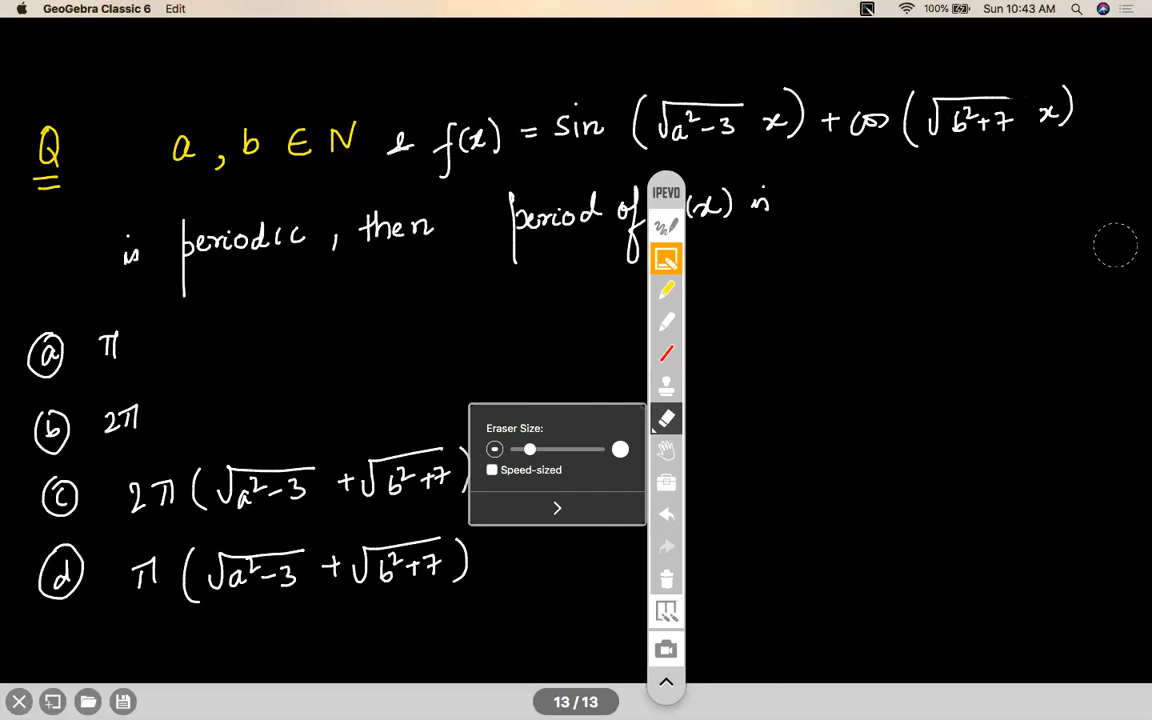 GeoGebra Classic 6 Edit 100% Sun 10:43 AM
Q a, b ∈ N & f(x) = sin (√a²-3 x) + cos (√b²+7 x)
is periodic, then period of (x) is
IPEVO
a π
b 2π
c 2π (√a²-3 + √b²+7 )
d π (√a²-3 + √b²+7 )
Eraser Size:
Speed-sized
13 / 13